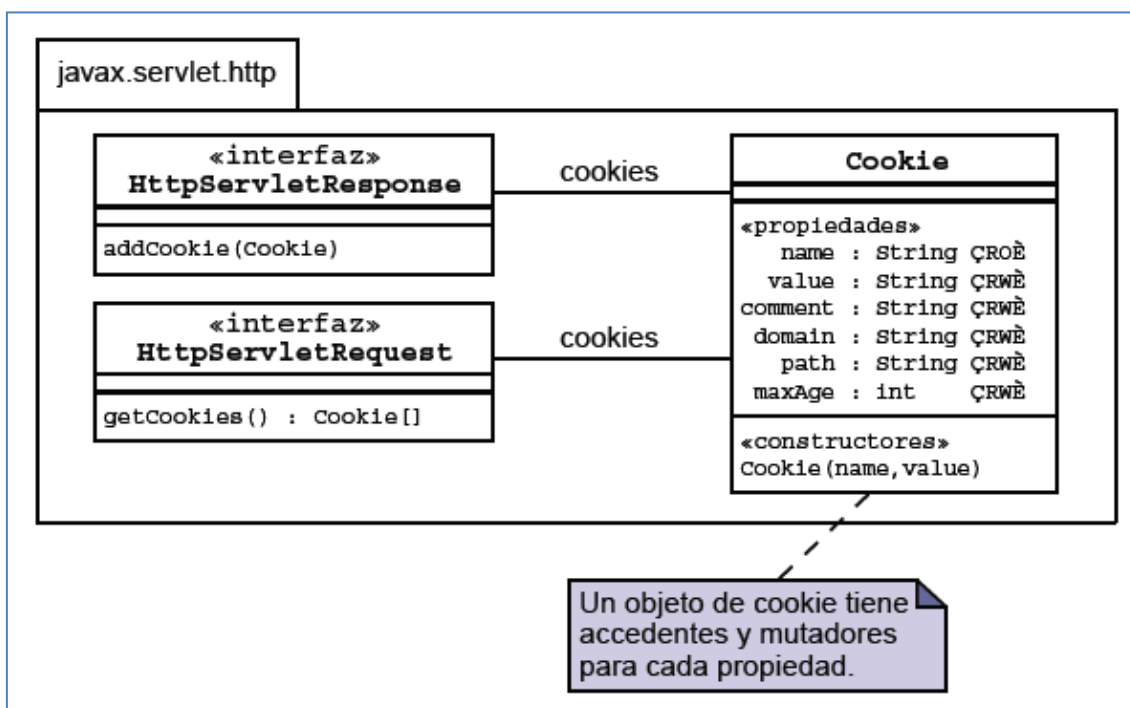 javax.servlet.http
«interfaz»
HttpServletResponse
addCookie(Cookie)
cookies
«interfaz»
HttpServletRequest
getCookies() : Cookie[]
cookies
Cookie
«propiedades»
name : String ÇROÈ
value : String ÇRWÈ
comment : String ÇRWÈ
domain : String ÇRWÈ
path : String ÇRWÈ
maxAge : int ÇRWÈ
«constructores»
Cookie(name,value)
Un objeto de cookie tiene
accedentes y mutadores
para cada propiedad.